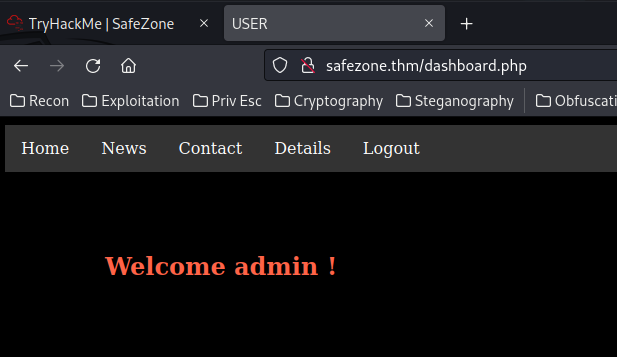 TryHackMe | SafeZone
USER
safezone.thm/dashboard.php
Recon Exploitation Priv Esc Cryptography Steganography Obfuscati
Home News Contact Details Logout
Welcome admin !